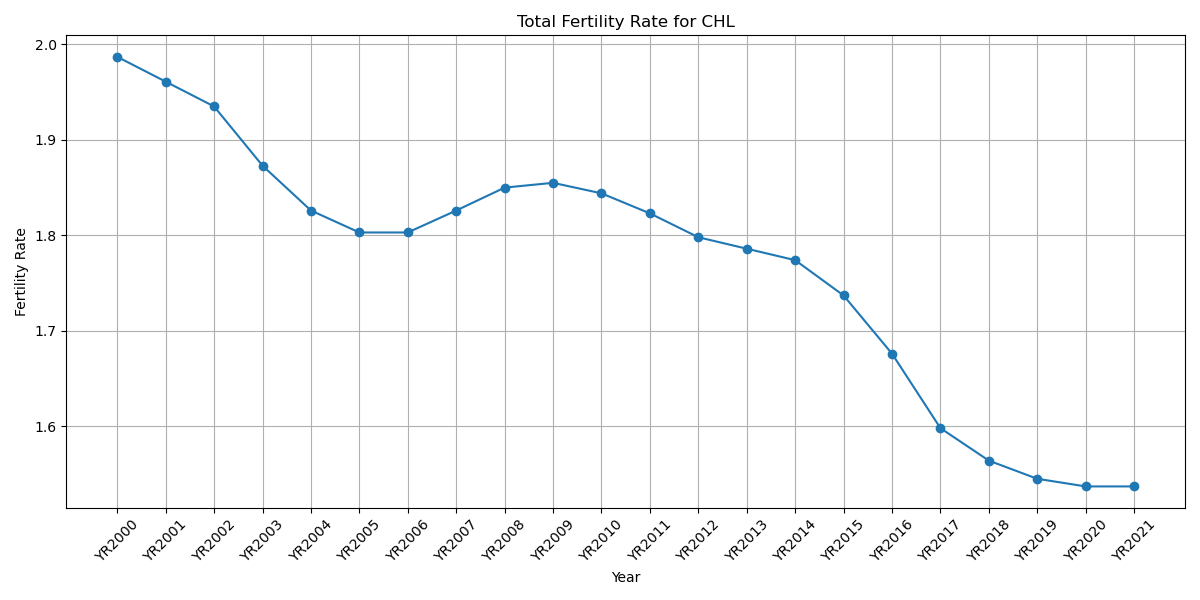 Total Fertility Rate for CHL
Fertility Rate
2.0
1.9
1.8
1.7
1.6
YR2000
YR2001
YR2002
YR2003
YR2004
YR2005
YR2006
YR2007
YR2008
YR2009
YR2010
YR2011
YR2012
YR2013
YR2014
YR2015
YR2016
YR2017
YR2018
YR2019
YR2020
YR2021
Year